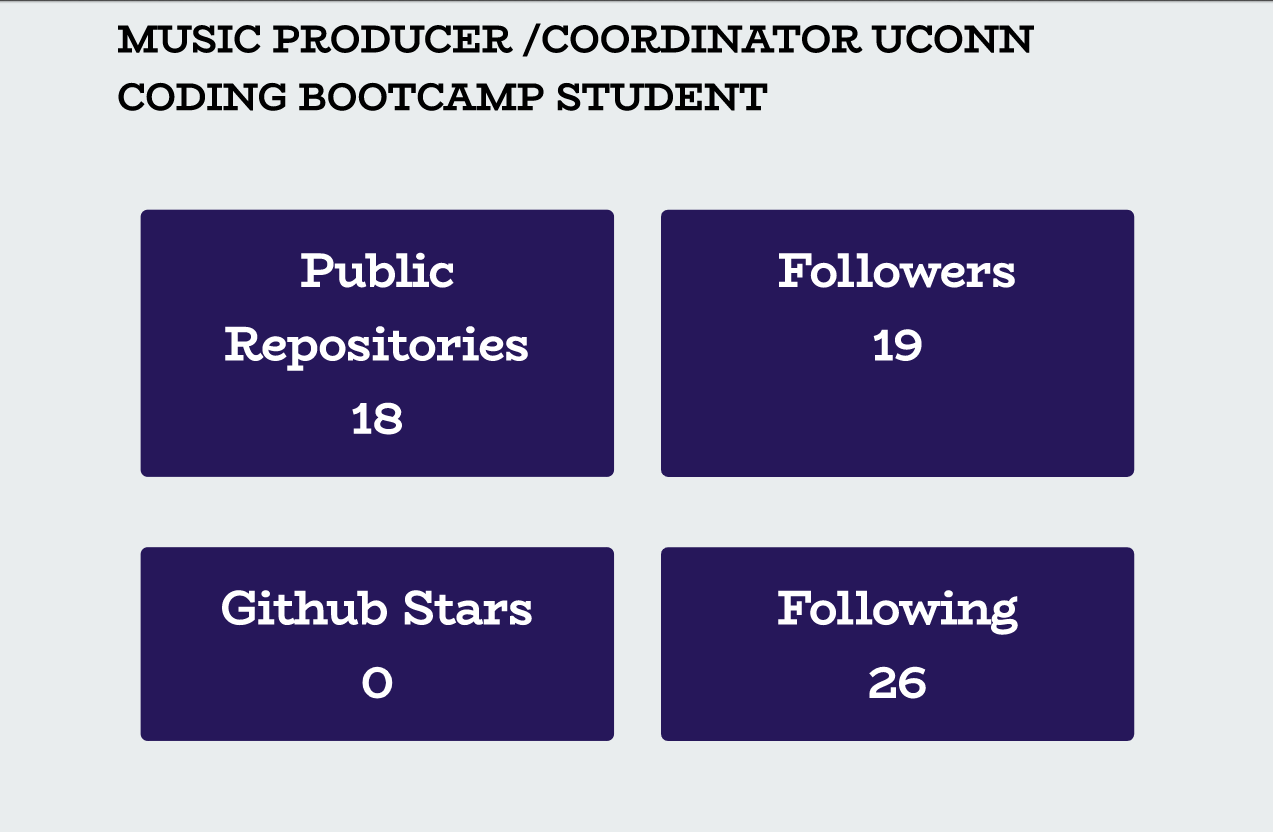 MUSIC PRODUCER /COORDINATOR UCONN
CODING BOOTCAMP STUDENT
Public
Repositories
18
Followers
19
Github Stars
0
Following
26